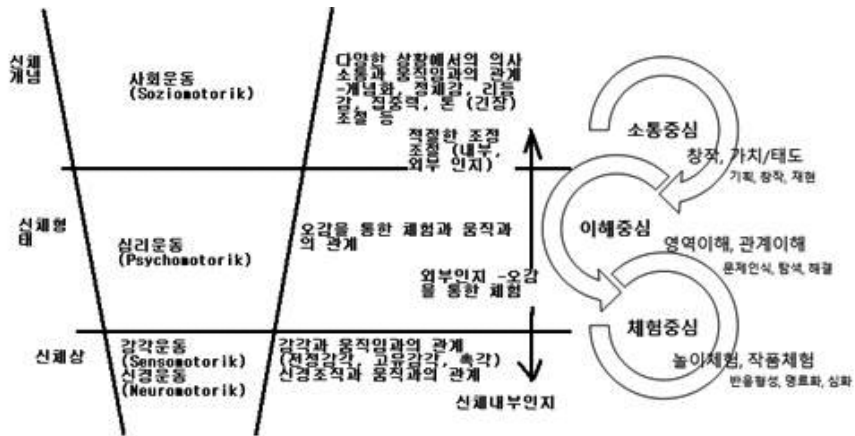 신체
개념
사회운동
(Soziomotorik)
다양한 상황에서의 의사
소통과 움직임과의 관계
-개념화, 정체감, 리듬
감, 집중력, 톤 (긴장)
조절 등
적절한 조정
조절 (내부,
외부 인지)
소통중심
창작, 가치/태도
기획, 창작, 재현
신체형
태
심리운동
(Psychomotorik)
오감을 통한 체험과 움직과
의 관계
외부인지 -오감
을 통한 체험
이해중심
영역이해, 관계이해
문제인식, 탐색, 해결
신체상
감각운동
(Sensomotorik)
신경운동
(Neuromotorik)
감각과 움직임과의 관계
(전정감각, 고유감각, 촉각)
신경조직과 움직과의 관계
신체내부인지
체험중심
놀이체험, 작품체험
반응형성, 명료화, 심화